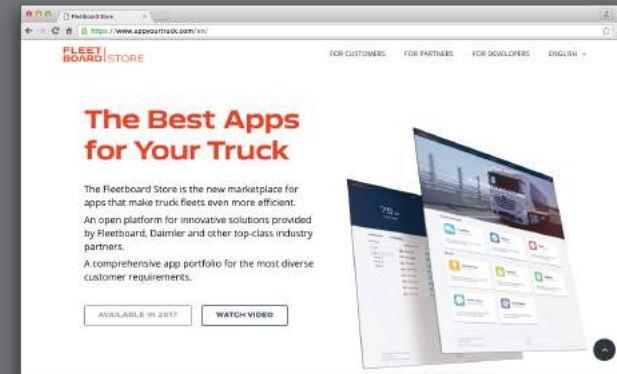 Fleetboard Store
https://www.appyourtruck.com/en/
FLEET
BOARD STORE
FOR CUSTOMERS
FOR PARTNERS
FOR DEVELOPERS
ENGLISH
The Best Apps
for Your Truck
The Fleetboard Store is the new marketplace for
apps that make truck fleets even more efficient.
An open platform for innovative solutions provided
by Fleetboard, Daimler and other top-class industry
partners.
A comprehensive app portfolio for the most diverse
customer requirements.
AVAILABLE IN 2017
WATCH VIDEO